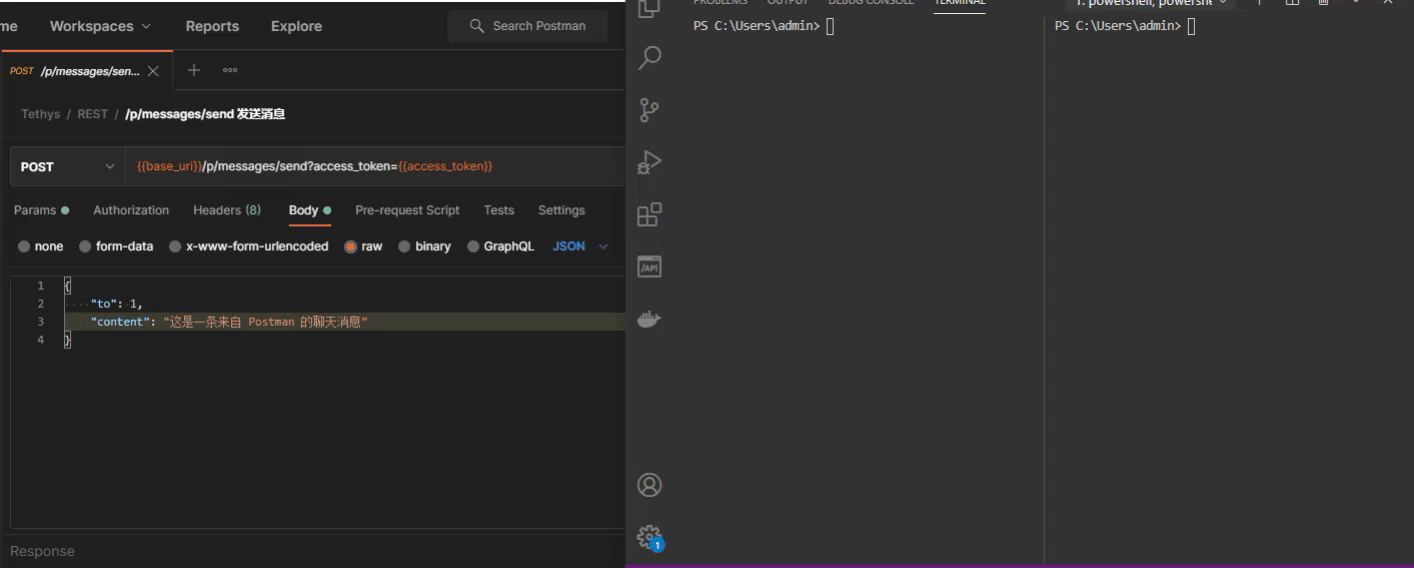 me Workspaces Reports Explore Search Postman
POST /p/messages/sen...
Tethys / REST / /p/messages/send 发送消息
POST {{base_uri}}/p/messages/send?access_token={{access_token}}
Params Authorization Headers (8) Body Pre-request Script Tests Settings
none form-data x-www-form-urlencoded raw binary GraphQL JSON
1 {
2 "to": 1,
3 "content": "这是一条来自 Postman 的聊天消息"
4 }
Response
PROBLEMS OUTPUT DEBUG CONSOLE TERMINAL 1: powershell, powershe
PS C:\Users\admin>
PS C:\Users\admin>
/API
1